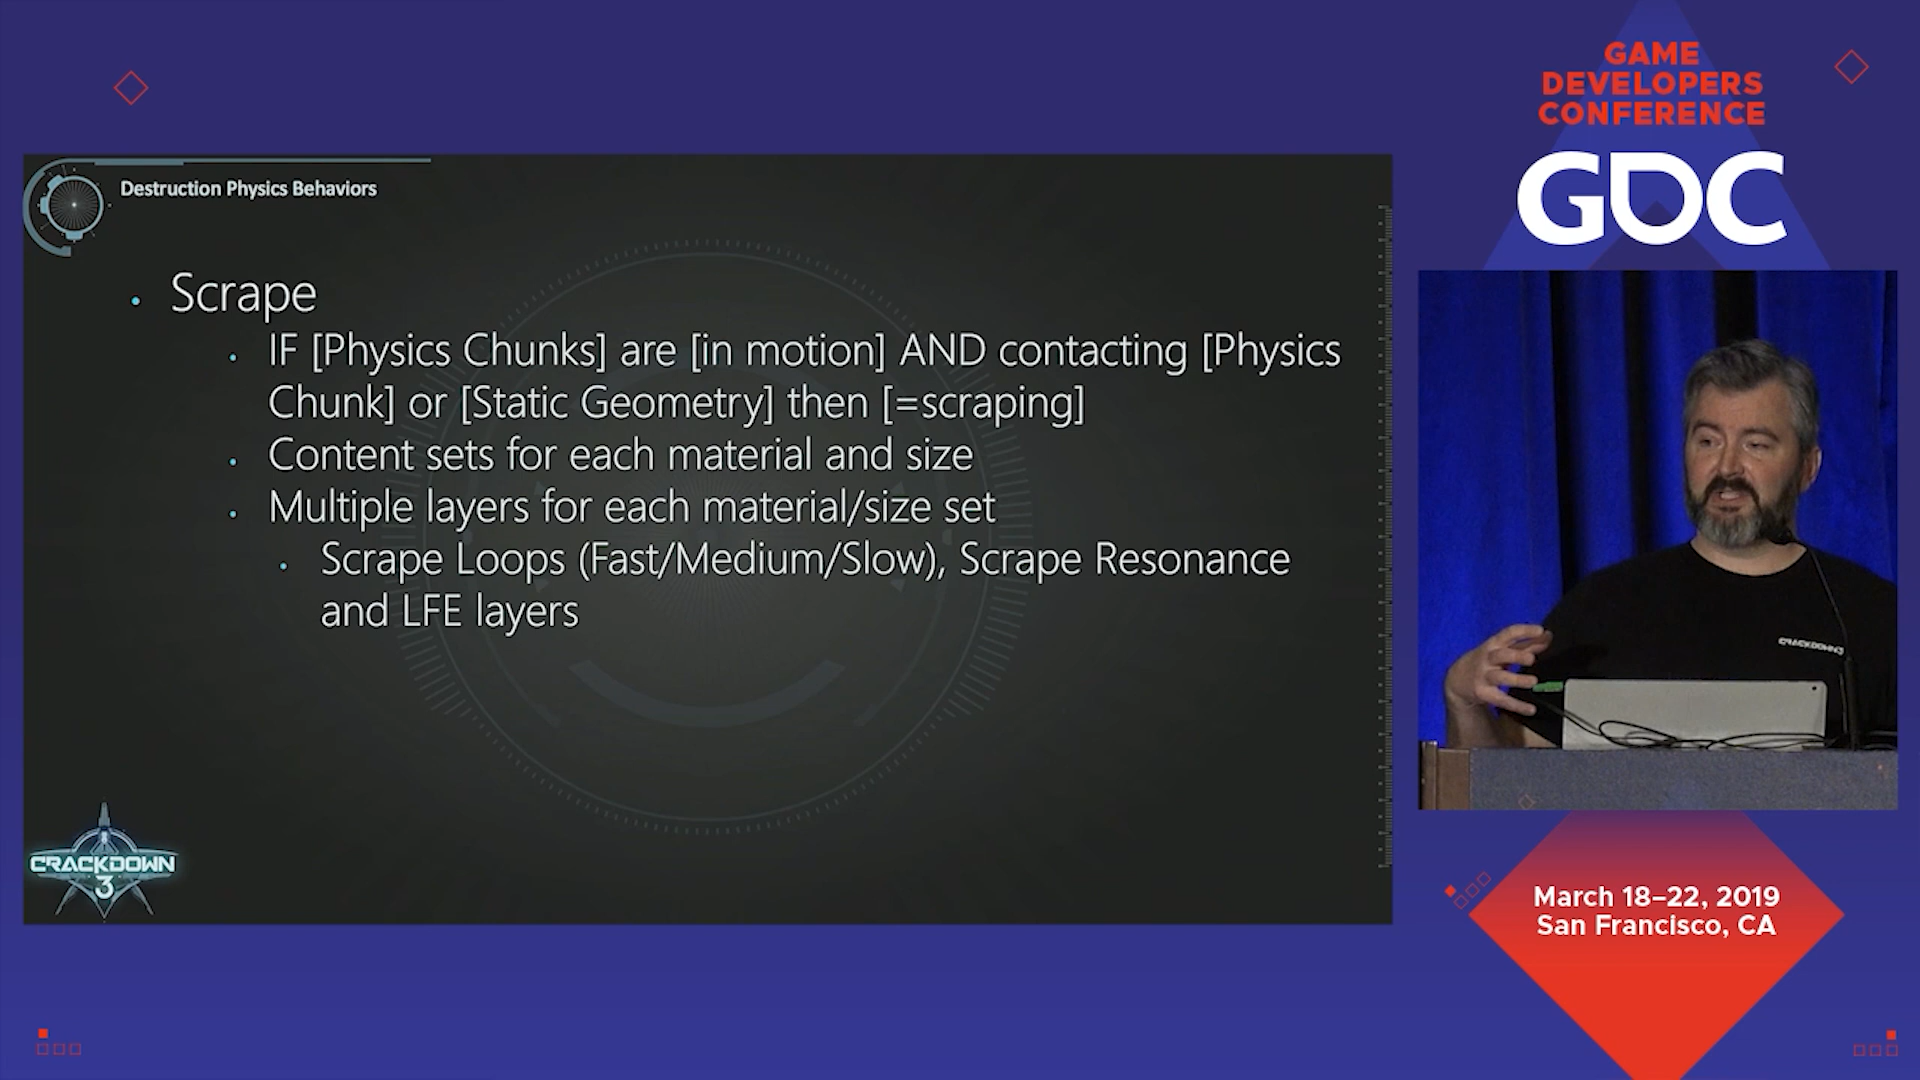 GAME
DEVELOPERS
CONFERENCE
GDC
Destruction Physics Behaviors
• Scrape
• IF [Physics Chunks] are [in motion] AND contacting [Physics
Chunk] or [Static Geometry] then [=scraping]
• Content sets for each material and size
• Multiple layers for each material/size set
• Scrape Loops (Fast/Medium/Slow), Scrape Resonance
and LFE layers
CRACKDOWN
3
CRACKDOWN3
March 18–22, 2019
San Francisco, CA